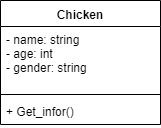 Chicken
- name: string
- age: int
- gender: string
+ Get_infor()